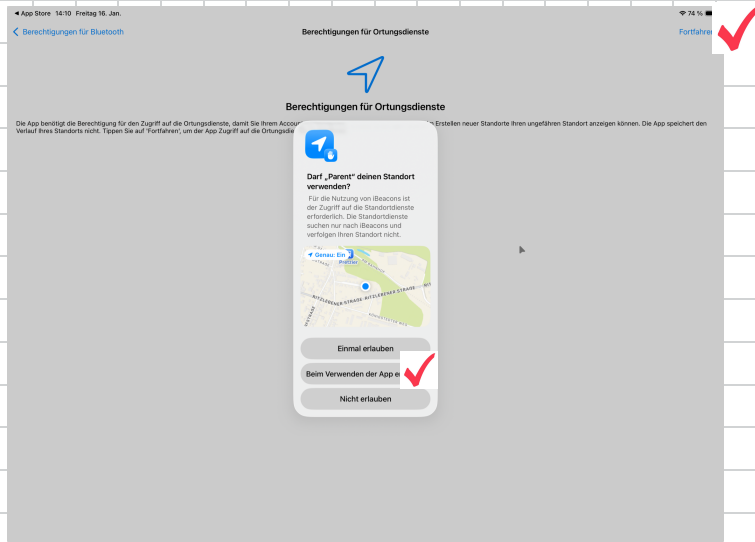 App Store 14:10 Freitag 16. Jan. 74 %
Berechtigungen für Bluetooth Berechtigungen für Ortungsdienste Fortfahren
Berechtigungen für Ortungsdienste
Die App benötigt die Berechtigung für den Zugriff auf die Ortungsdienste, damit Sie Ihrem Erstellen neuer Standorte Ihren ungefähren Standort anzeigen können. Die App speichert den
Verlauf Ihres Standorts nicht. Tippen Sie auf 'Fortfahren', um der App Zugriff auf die
Darf „Parent“ deinen Standort
verwenden?
Für die Nutzung von iBeacons ist
der Zugriff auf die Standortdienste
erforderlich. Die Standortdienste
suchen nur nach iBeacons und
verfolgen Ihren Standort nicht.
Genau: Ein
Pretzier
RITZLEBENER STRASSE RITZLEBENER STRASSE
Einmal erlauben
Beim Verwenden der App
Nicht erlauben